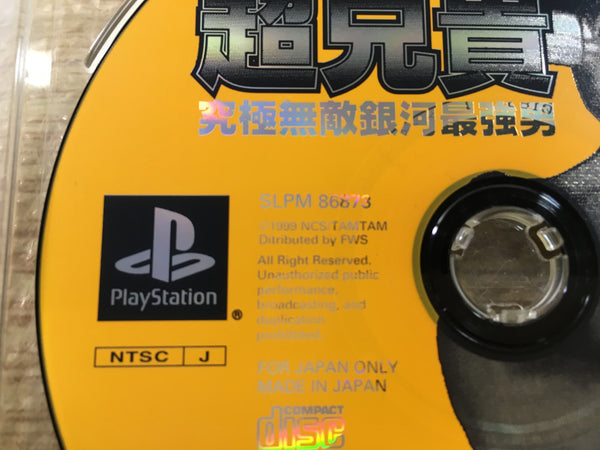 超兄貴
究極無敵銀河最強男
SLPM 86873
©1999 NCS/TAMTAM
Ditributed by FWS
All Right Reserved.
Unauthorized public
performance,
broadcasting, and
duplication
prohibited.
PlayStation
®
NTSC J
FOR JAPAN ONLY
MADE IN JAPAN
COMPACT
disc